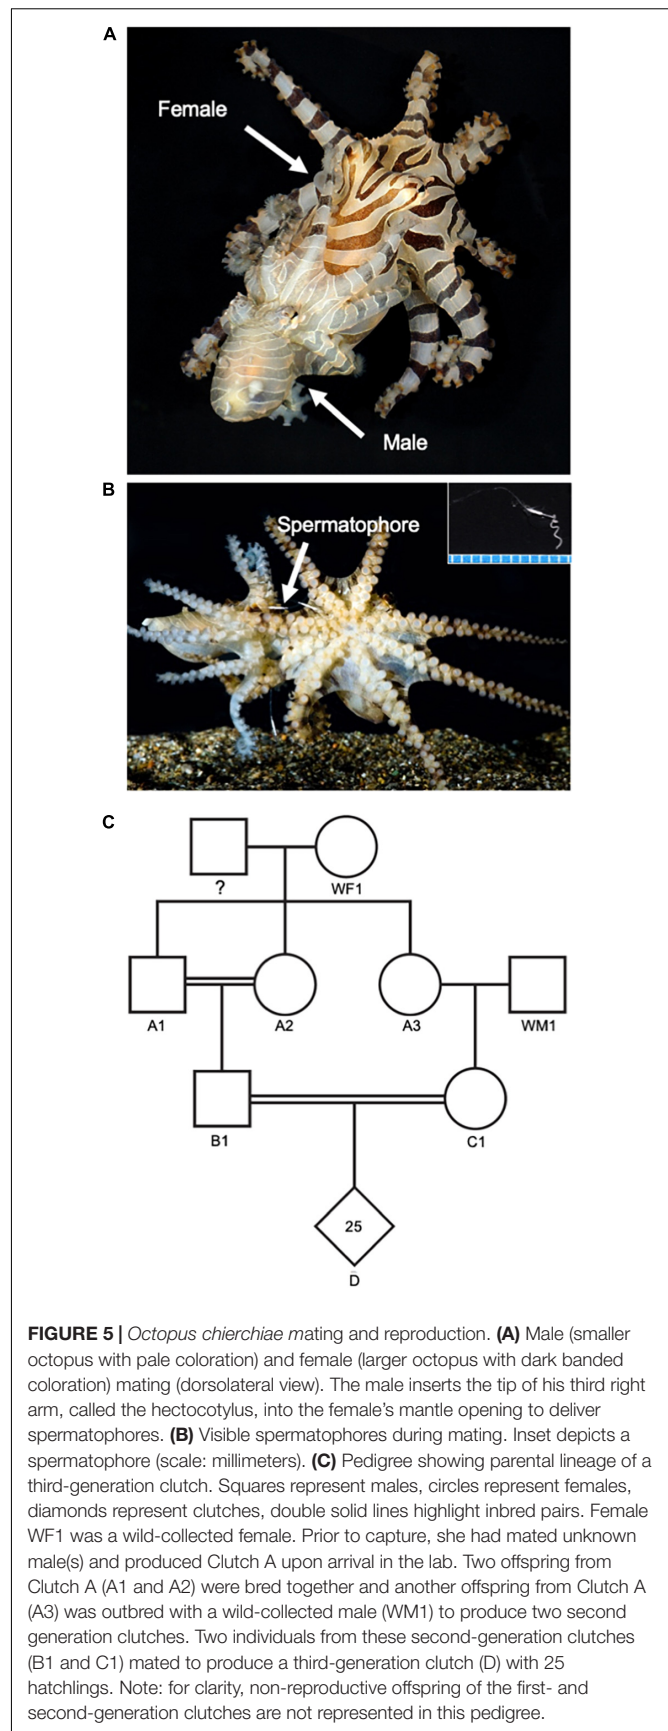 A
Female
Male
B
Spermatophore
C
?
WF1
A1
A2
A3
WM1
B1
C1
25
D
FIGURE 5 | Octopus chierchiae mating and reproduction. (A) Male (smaller
octopus with pale coloration) and female (larger octopus with dark banded
coloration) mating (dorsolateral view). The male inserts the tip of his third right
arm, called the hectocotylus, into the female's mantle opening to deliver
spermatophores. (B) Visible spermatophores during mating. Inset depicts a
spermatophore (scale: millimeters). (C) Pedigree showing parental lineage of a
third-generation clutch. Squares represent males, circles represent females,
diamonds represent clutches, double solid lines highlight inbred pairs. Female
WF1 was a wild-collected female. Prior to capture, she had mated unknown
male(s) and produced Clutch A upon arrival in the lab. Two offspring from
Clutch A (A1 and A2) were bred together and another offspring from Clutch A
(A3) was outbred with a wild-collected male (WM1) to produce two second
generation clutches. Two individuals from these second-generation clutches
(B1 and C1) mated to produce a third-generation clutch (D) with 25
hatchlings. Note: for clarity, non-reproductive offspring of the first- and
second-generation clutches are not represented in this pedigree.